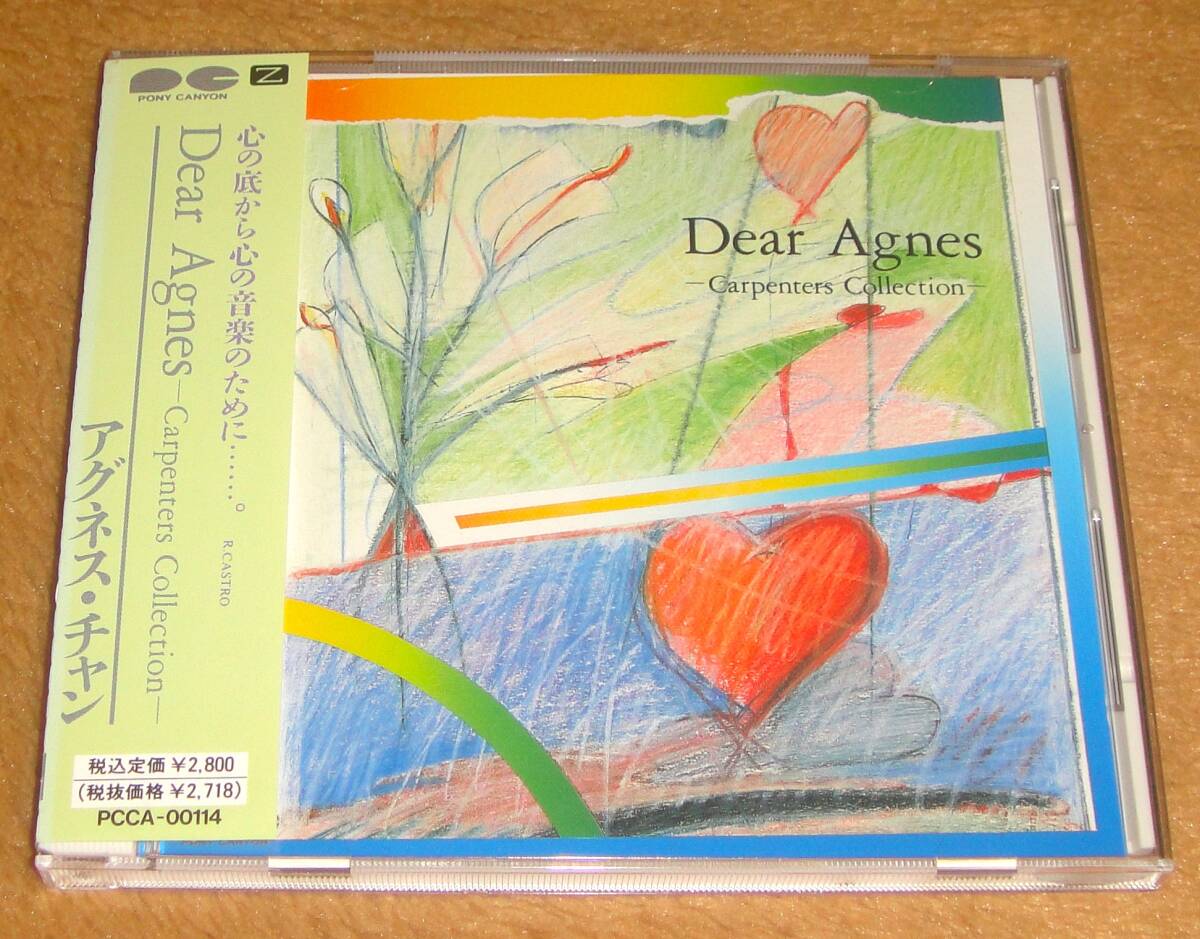 PONY CANYON
Z
心の底から心の音楽のために……。
R.CASTRO
Dear Agnes
—Carpenters Collection—
アグネス・チャン
税込定価¥2,800
(税抜価格¥2,718)
PCCA-00114
Dear Agnes
—Carpenters Collection—